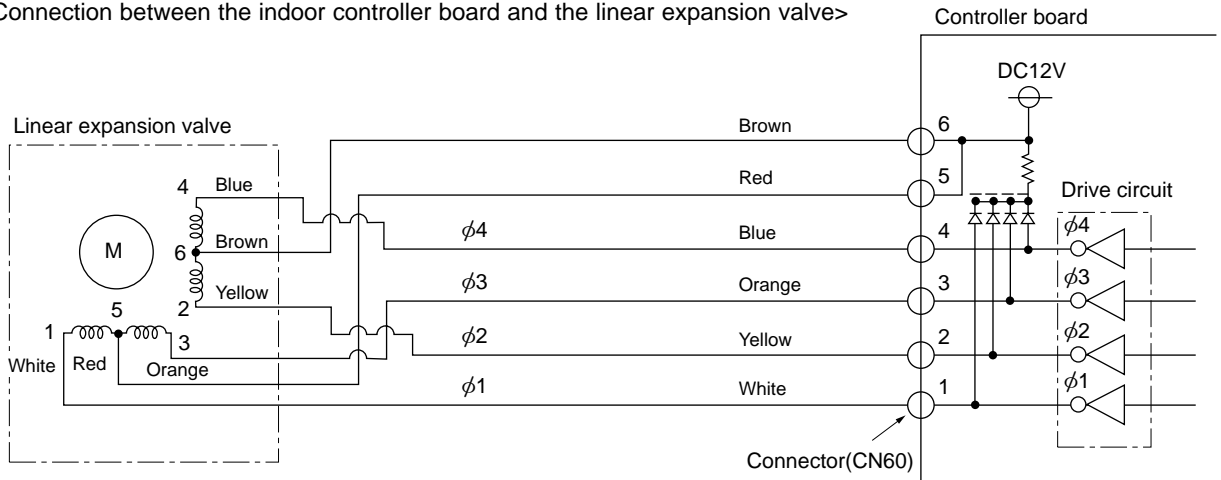 Connection between the indoor controller board and the linear expansion valve>
Controller board
DC12V
Linear expansion valve
Brown
6
Red
5
Drive circuit
4
Blue
ϕ4
Blue
4
ϕ4
M
6
Brown
ϕ3
Orange
3
ϕ3
Yellow
2
5
ϕ2
Yellow
2
ϕ2
1
3
White
Red
Orange
ϕ1
White
1
ϕ1
Connector(CN60)